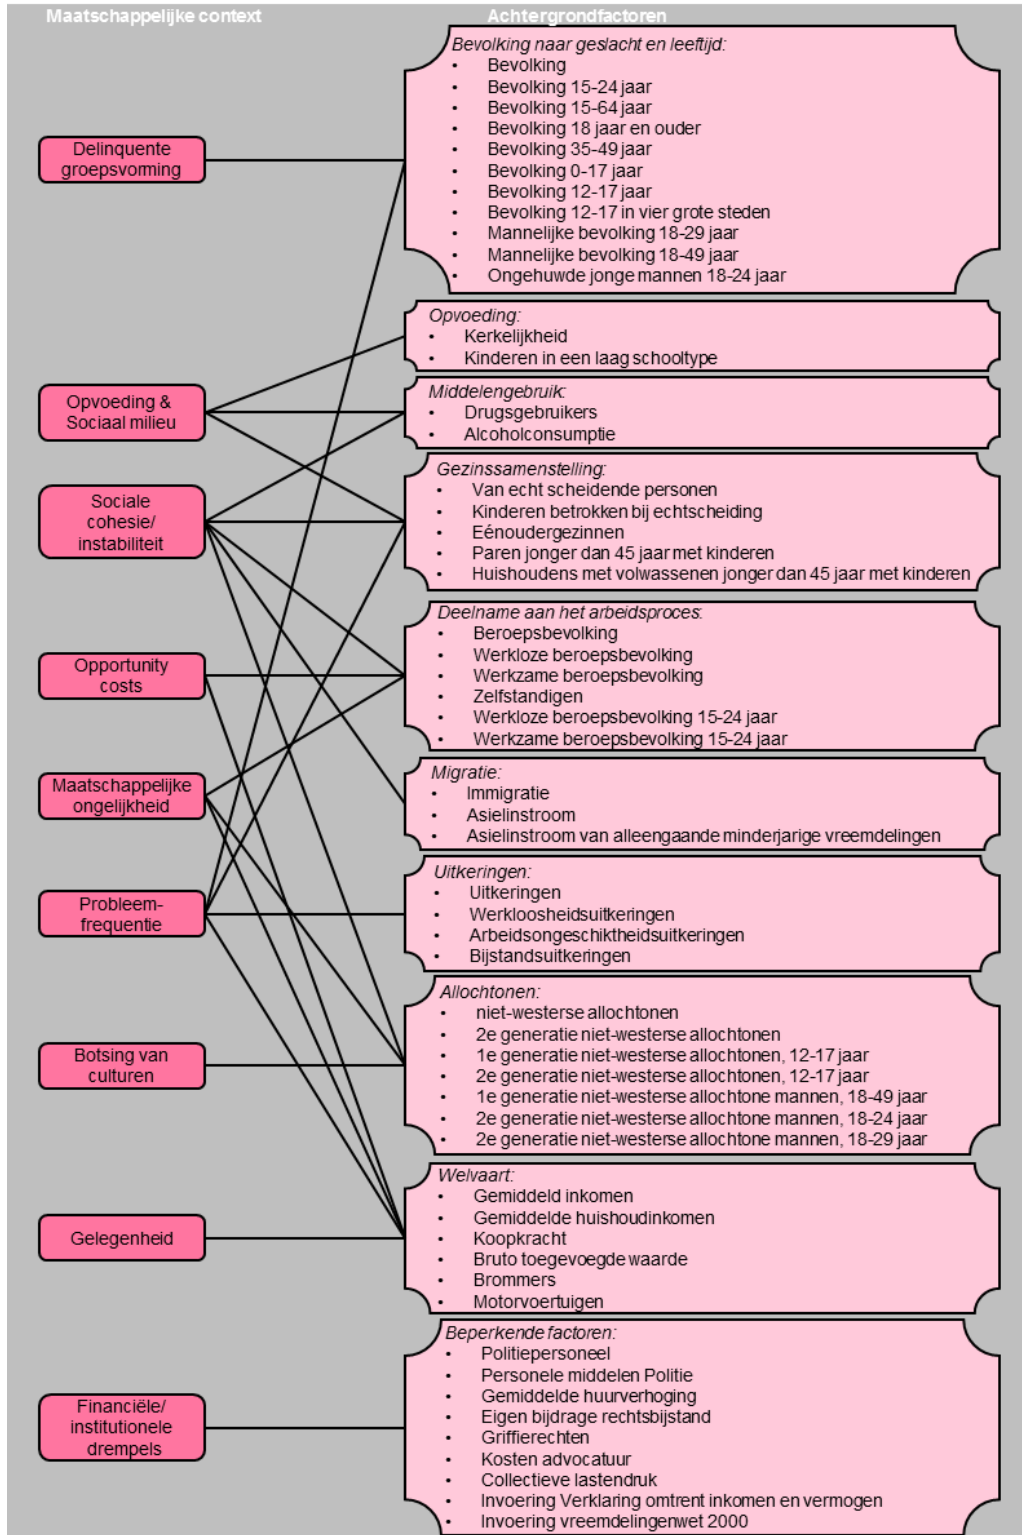 Maatschappelijke context
Achtergrondfactoren
Delinquente
groepsvorming
Opvoeding &
Sociaal milieu
Sociale
cohesie/
instabiliteit
Opportunity
costs
Maatschappelijke
ongelijkheid
Probleem-
frequentie
Botsing van
culturen
Gelegenheid
Financiële/
institutionele
drempels
Bevolking naar geslacht en leeftijd:
• Bevolking
• Bevolking 15-24 jaar
• Bevolking 15-64 jaar
• Bevolking 18 jaar en ouder
• Bevolking 35-49 jaar
• Bevolking 0-17 jaar
• Bevolking 12-17 jaar
• Bevolking 12-17 in vier grote steden
• Mannelijke bevolking 18-29 jaar
• Mannelijke bevolking 18-49 jaar
• Ongehuwde jonge mannen 18-24 jaar
Opvoeding:
• Kerkelijkheid
• Kinderen in een laag schooltype
Middelengebruik:
• Drugsgebruikers
• Alcoholconsumptie
Gezinssamenstelling:
• Van echt scheidende personen
• Kinderen betrokken bij echtscheiding
• Eénoudergezinnen
• Paren jonger dan 45 jaar met kinderen
• Huishoudens met volwassenen jonger dan 45 jaar met kinderen
Deelname aan het arbeidsproces:
• Beroepsbevolking
• Werkloze beroepsbevolking
• Werkzame beroepsbevolking
• Zelfstandigen
• Werkloze beroepsbevolking 15-24 jaar
• Werkzame beroepsbevolking 15-24 jaar
Migratie:
• Immigratie
• Asielinstroom
• Asielinstroom van alleengaande minderjarige vreemdelingen
Uitkeringen:
• Uitkeringen
• Werkloosheidsuitkeringen
• Arbeidsongeschiktheidsuitkeringen
• Bijstandsuitkeringen
Allochtonen:
• niet-westerse allochtonen
• 2e generatie niet-westerse allochtonen
• 1e generatie niet-westerse allochtonen, 12-17 jaar
• 2e generatie niet-westerse allochtonen, 12-17 jaar
• 1e generatie niet-westerse allochtone mannen, 18-49 jaar
• 2e generatie niet-westerse allochtone mannen, 18-24 jaar
• 2e generatie niet-westerse allochtone mannen, 18-29 jaar
Welvaart:
• Gemiddeld inkomen
• Gemiddelde huishoudinkomen
• Koopkracht
• Bruto toegevoegde waarde
• Brommers
• Motorvoertuigen
Beperkende factoren:
• Politiepersoneel
• Personele middelen Politie
• Gemiddelde huurverhoging
• Eigen bijdrage rechtsbijstand
• Griffierechten
• Kosten advocatuur
• Collectieve lastendruk
• Invoering Verklaring omtrent inkomen en vermogen
• Invoering vreemdelingenwet 2000